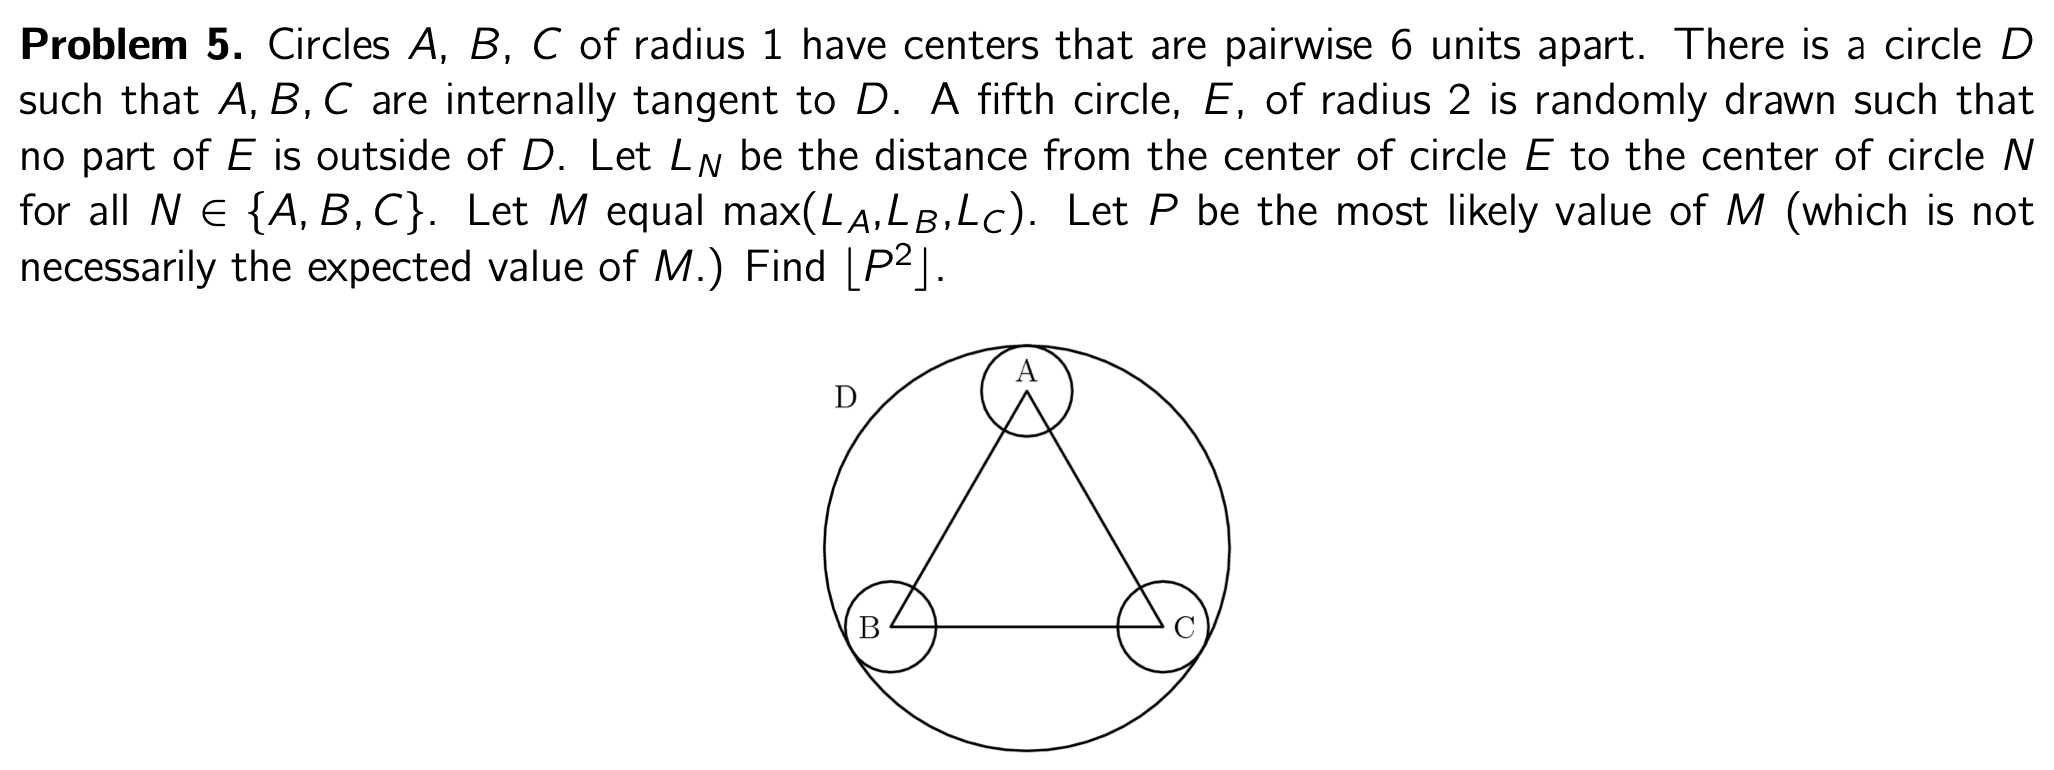 Problem 5. Circles A, B, C of radius 1 have centers that are pairwise 6 units apart. There is a circle D
such that A, B, C are internally tangent to D. A fifth circle, E, of radius 2 is randomly drawn such that
no part of E is outside of D. Let L_N be the distance from the center of circle E to the center of circle N
for all N ∈ {A, B, C}. Let M equal max(L_A,L_B,L_C). Let P be the most likely value of M (which is not
necessarily the expected value of M.) Find ⌊P²⌋.
A
D
B
C